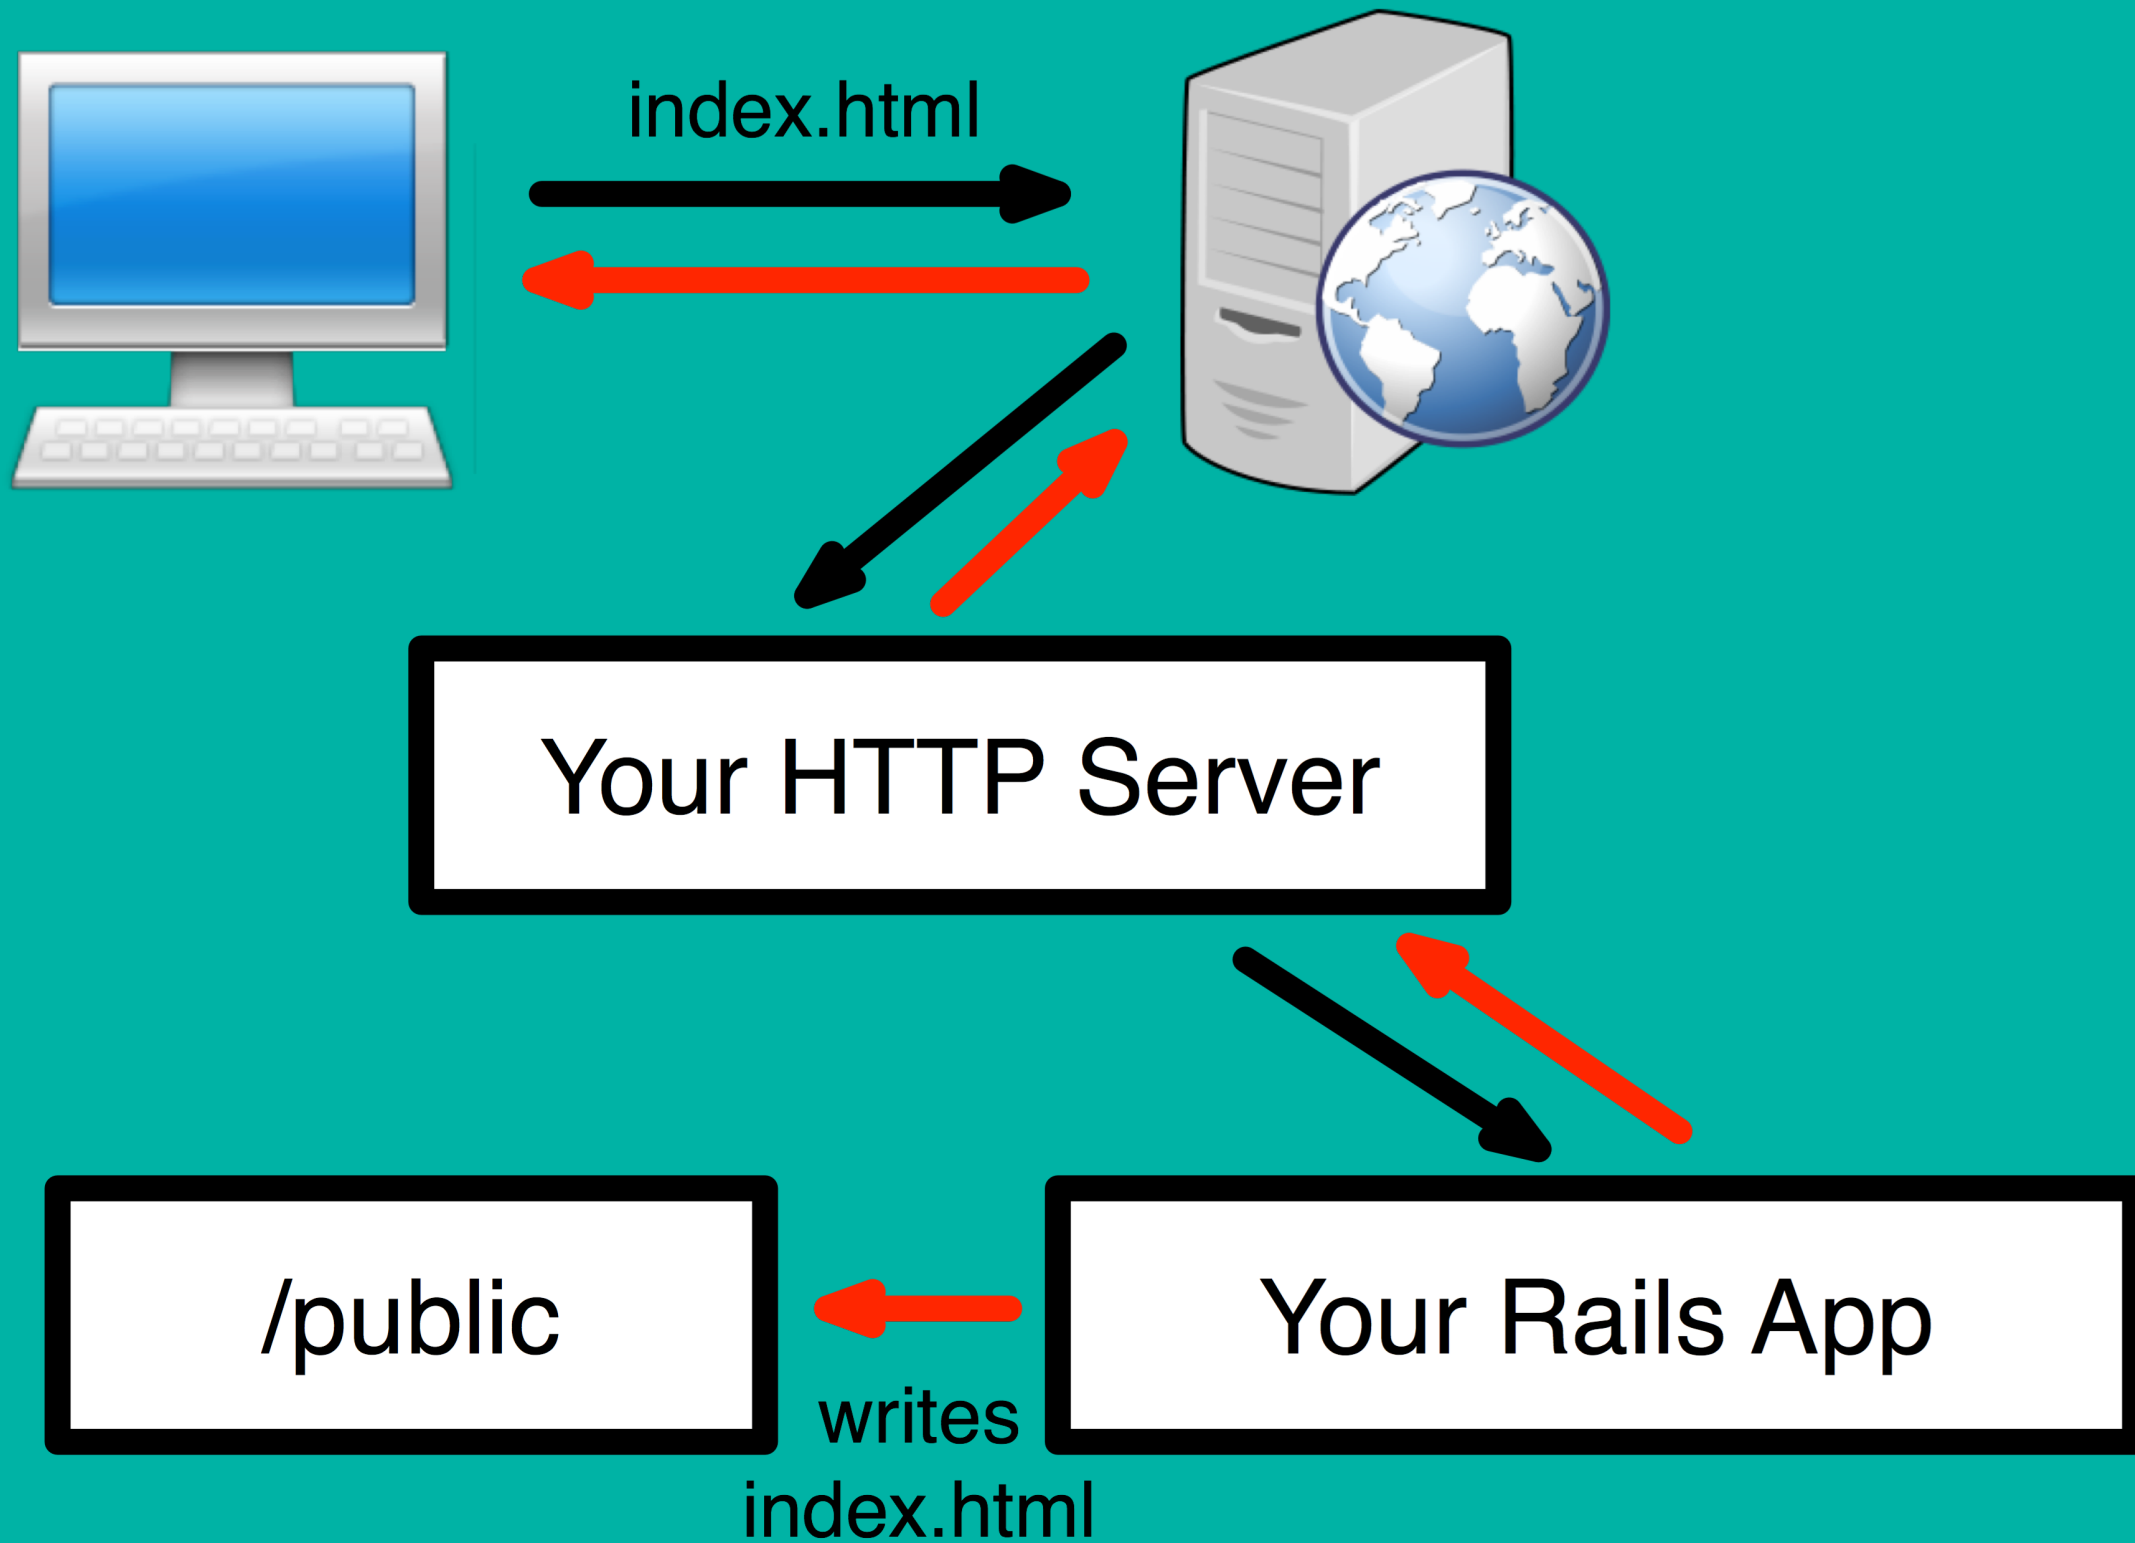 index.html
Your HTTP Server
/public
Your Rails App
writes
index.html